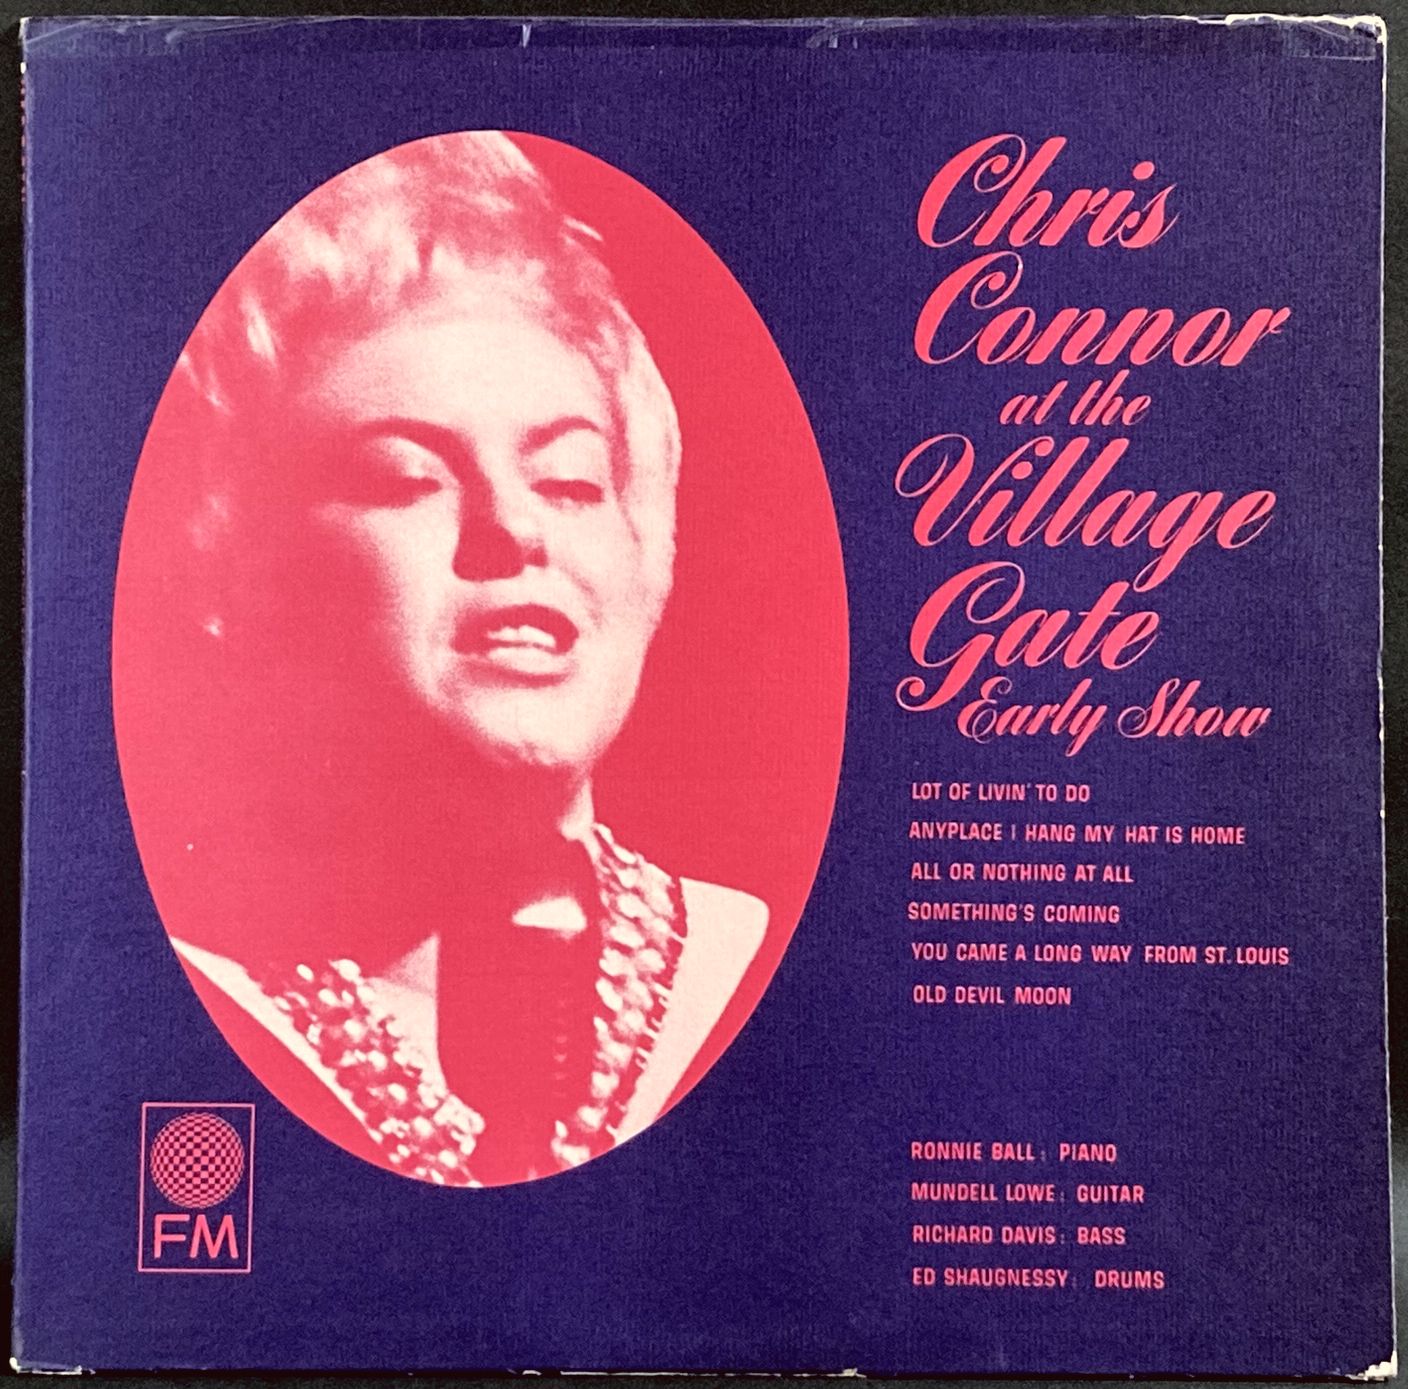 Chris
Connor
at the
Village
Gate
Early Show
LOT OF LIVIN' TO DO
ANYPLACE I HANG MY HAT IS HOME
ALL OR NOTHING AT ALL
SOMETHING'S COMING
YOU CAME A LONG WAY FROM ST. LOUIS
OLD DEVIL MOON
RONNIE BALL: PIANO
MUNDELL LOWE: GUITAR
RICHARD DAVIS: BASS
ED SHAUGNESSY: DRUMS
FM